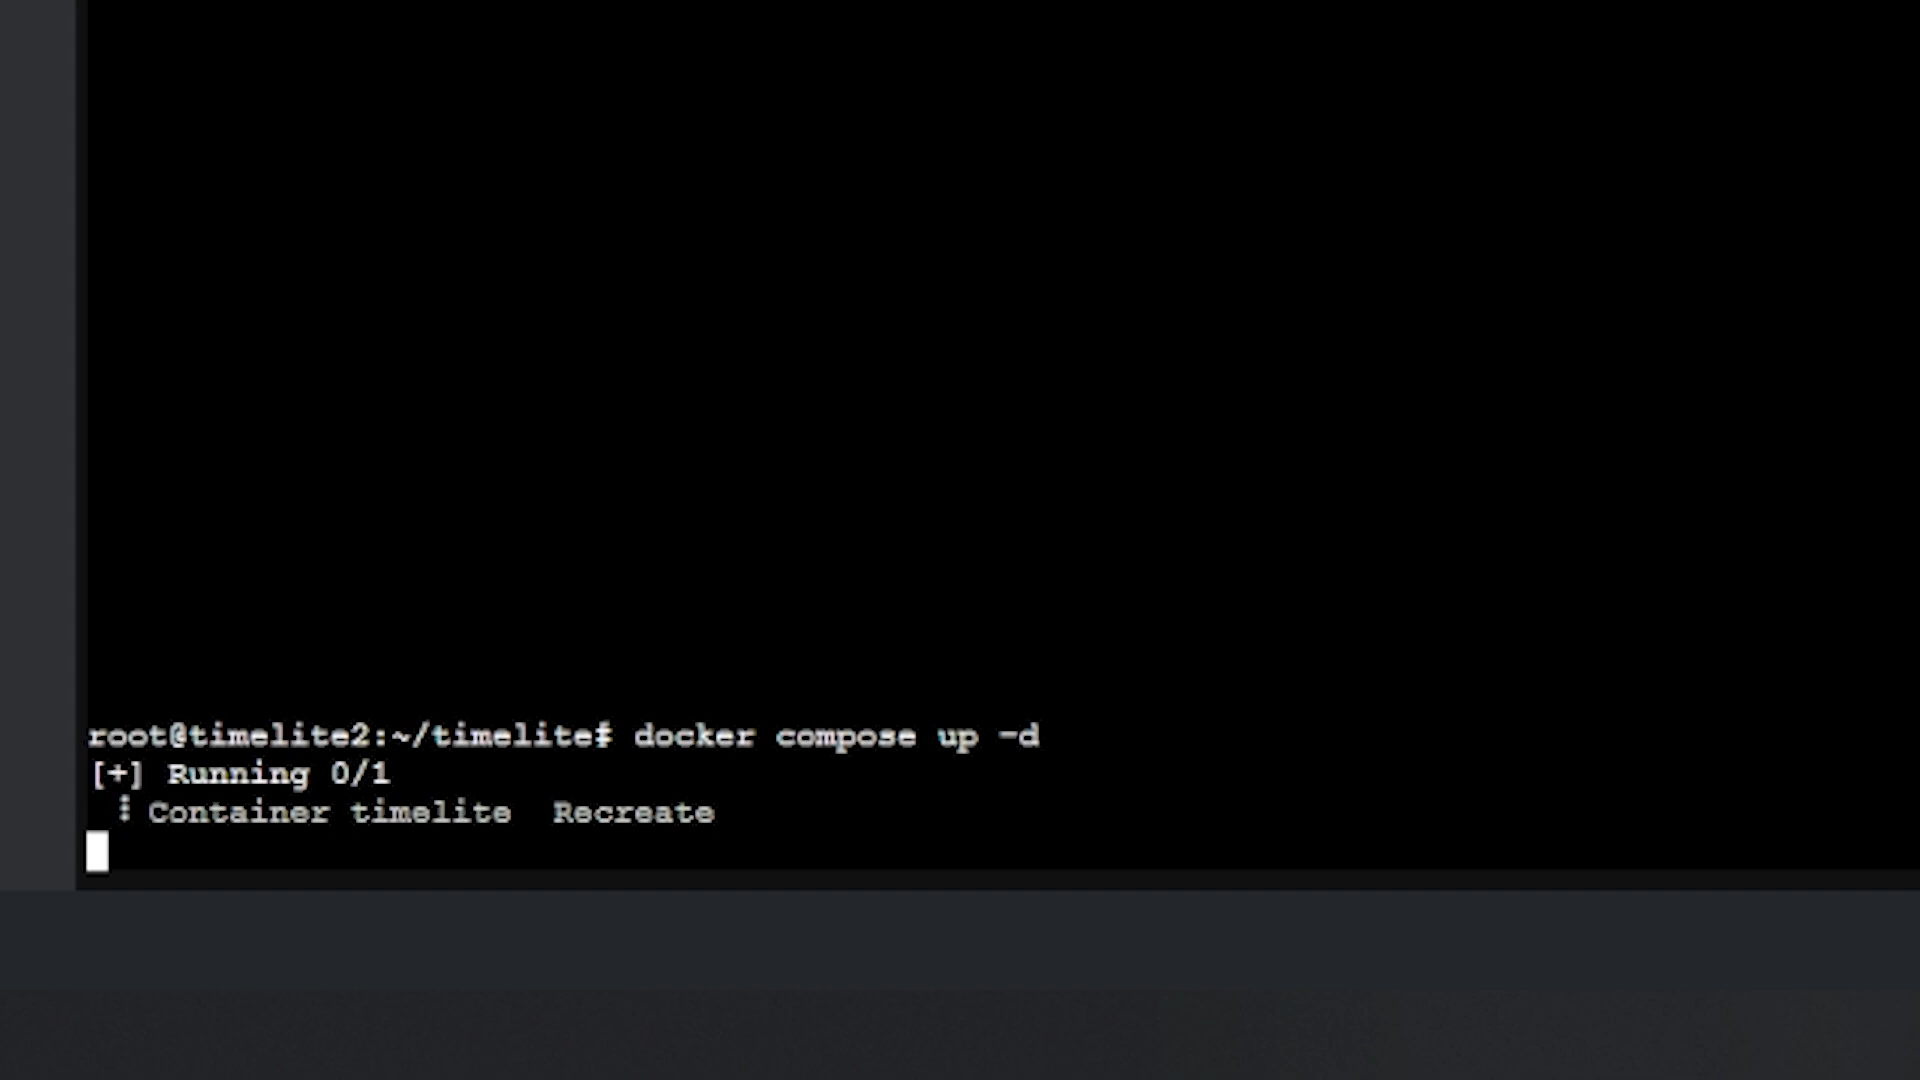 root@timelite2:~/timelite# docker compose up -d
[+] Running 0/1
⠸ Container timelite  Recreate